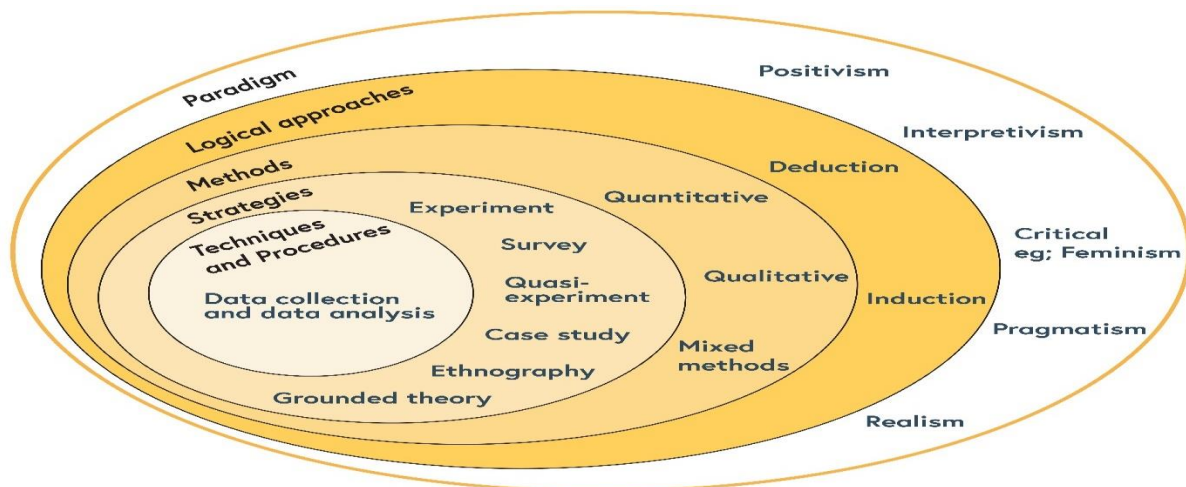 Paradigm
Positivism
Logical approaches
Interpretivism
Methods
Deduction
Strategies
Quantitative
Experiment
Techniques
and Procedures
Survey
Critical
eg; Feminism
Quasi-
experiment
Qualitative
Induction
Data collection
and data analysis
Pragmatism
Case study
Mixed
methods
Ethnography
Grounded theory
Realism